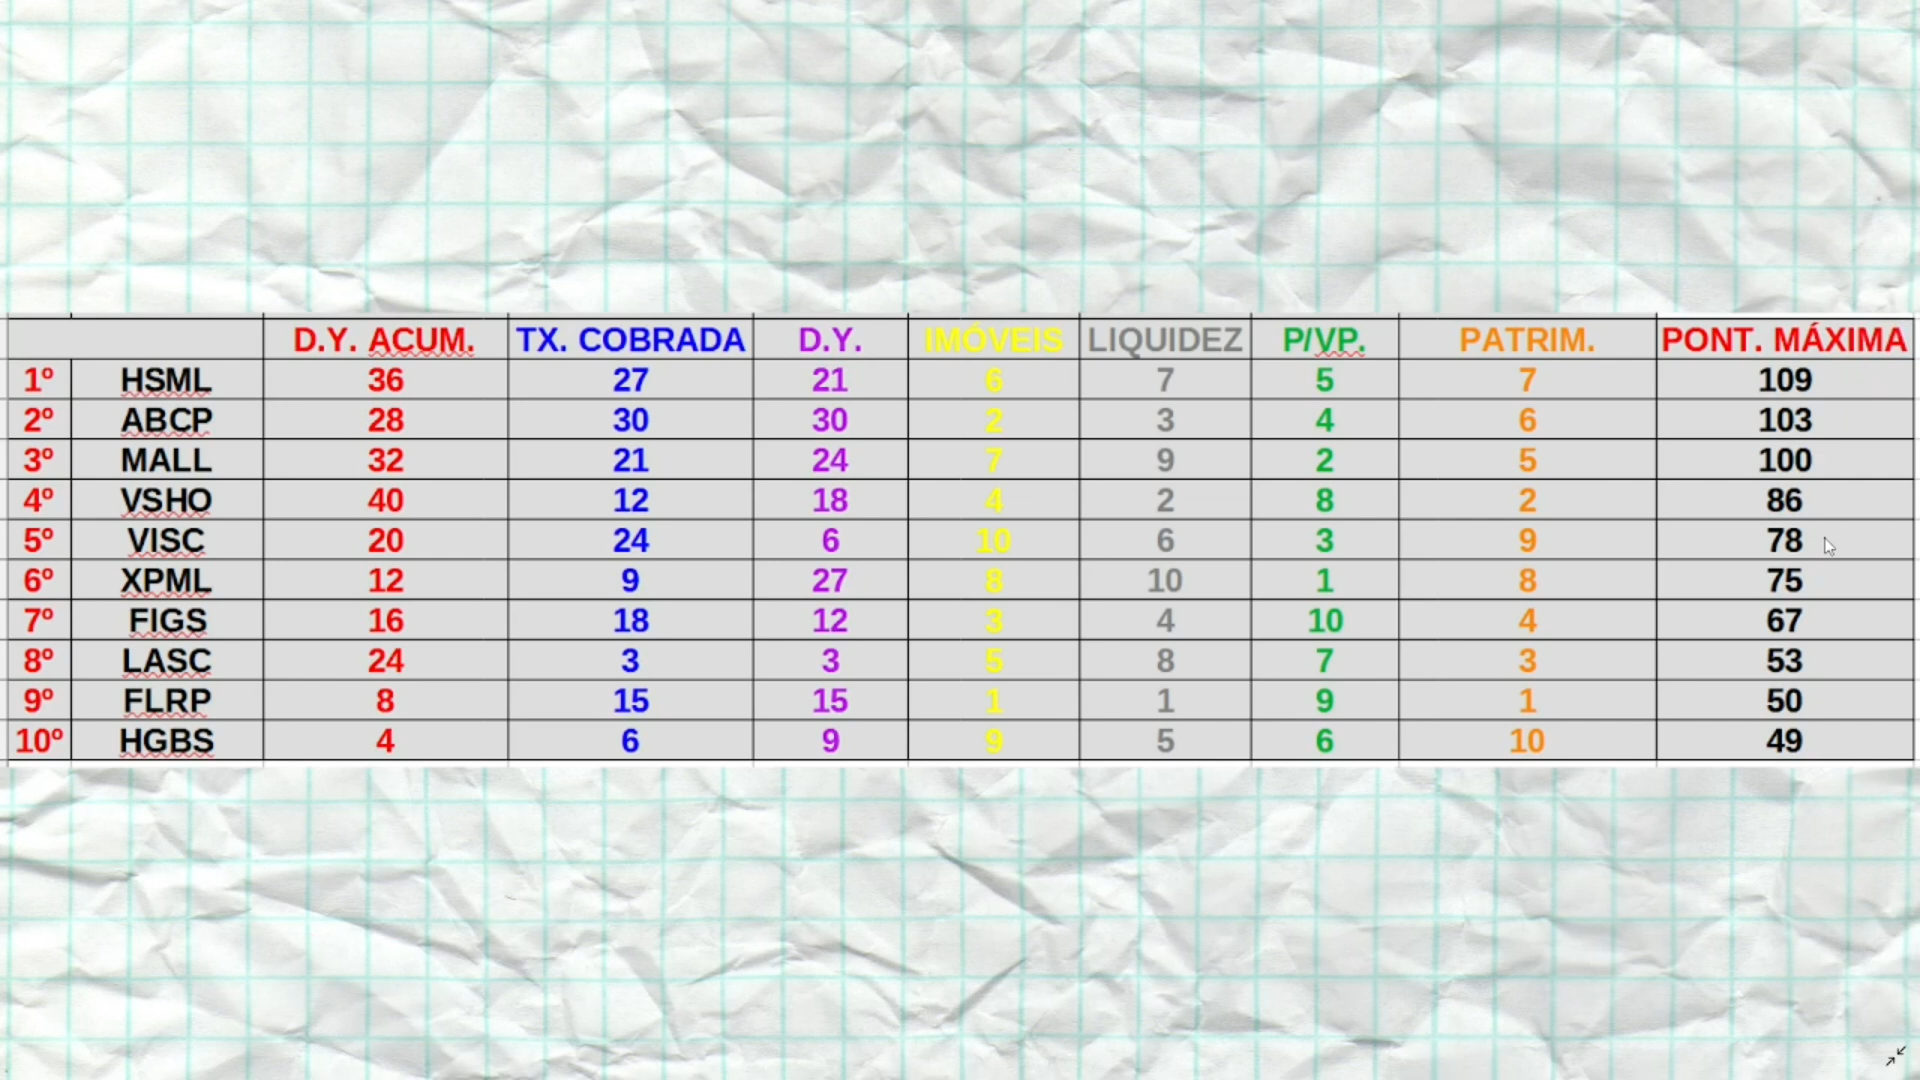 D.Y. ACUM. TX. COBRADA D.Y. IMÓVEIS LIQUIDEZ P/VP. PATRIM. PONT. MÁXIMA
1º HSML 36 27 21 6 7 5 7 109
2º ABCP 28 30 30 2 3 4 6 103
3º MALL 32 21 24 7 9 2 5 100
4º VSHO 40 12 18 4 2 8 2 86
5º VISC 20 24 6 10 6 3 9 78
6º XPML 12 9 27 8 10 1 8 75
7º FIGS 16 18 12 3 4 10 4 67
8º LASC 24 3 3 5 8 7 3 53
9º FLRP 8 15 15 1 1 9 1 50
10º HGBS 4 6 9 9 5 6 10 49